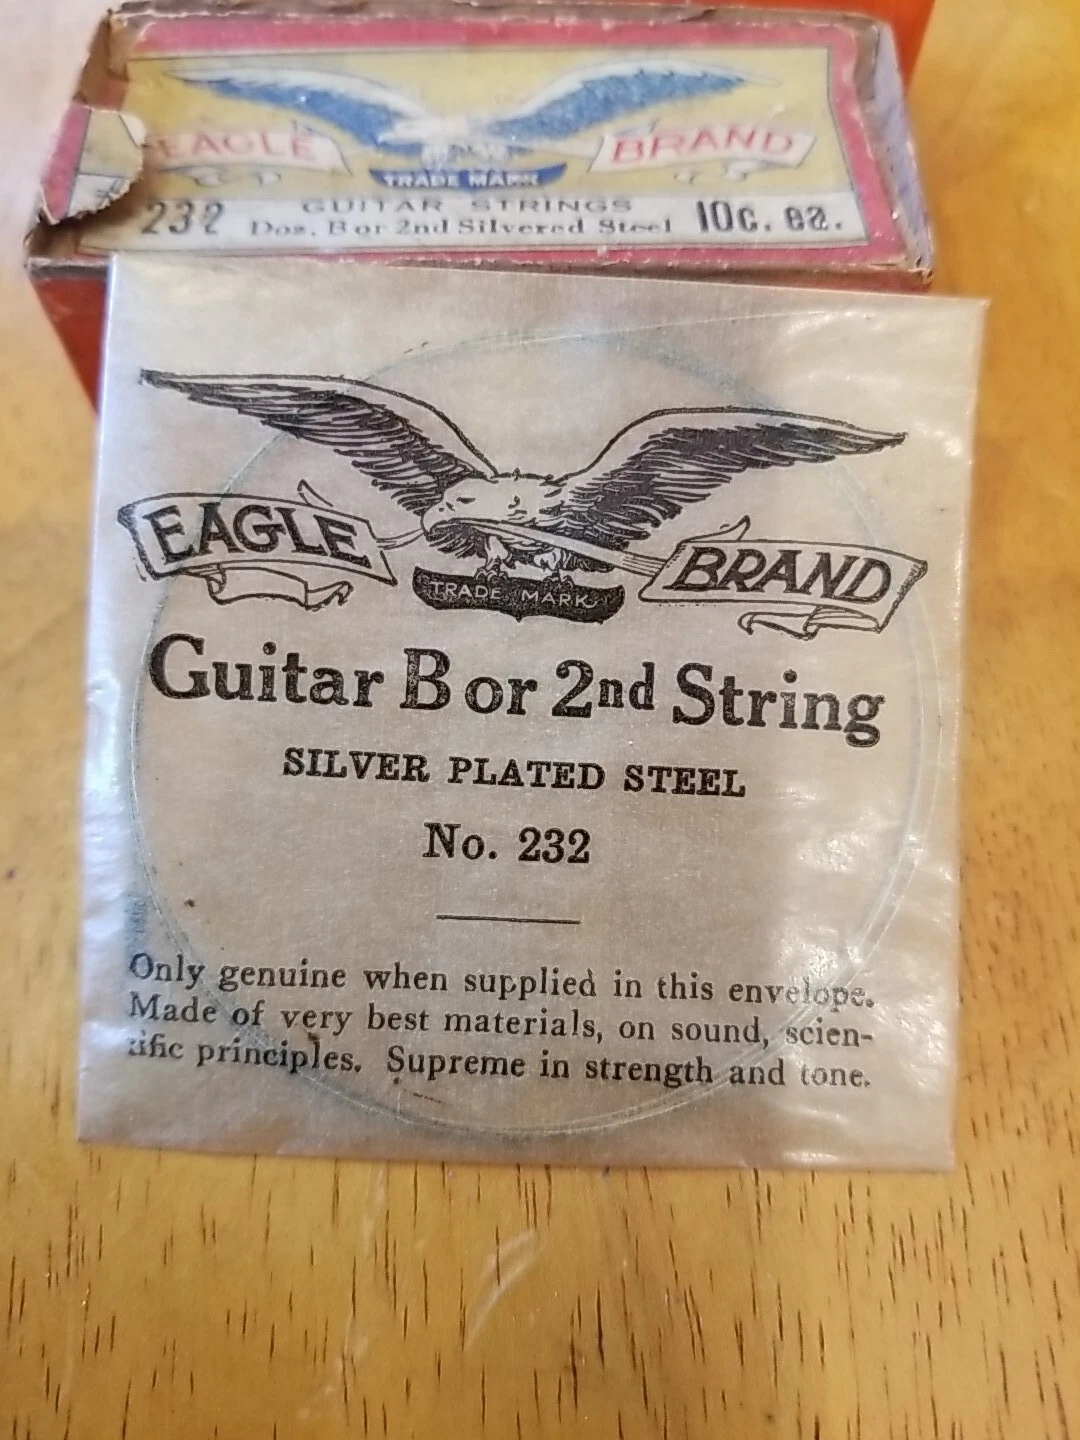 EAGLE BRAND
TRADE MARK
GUITAR STRINGS
232 Doz. B or 2nd Silvered Steel 10c. ea.
EAGLE BRAND
TRADE MARK
Guitar B or 2nd String
SILVER PLATED STEEL
No. 232
Only genuine when supplied in this envelope.
Made of very best materials, on sound, scien-
tific principles. Supreme in strength and tone.